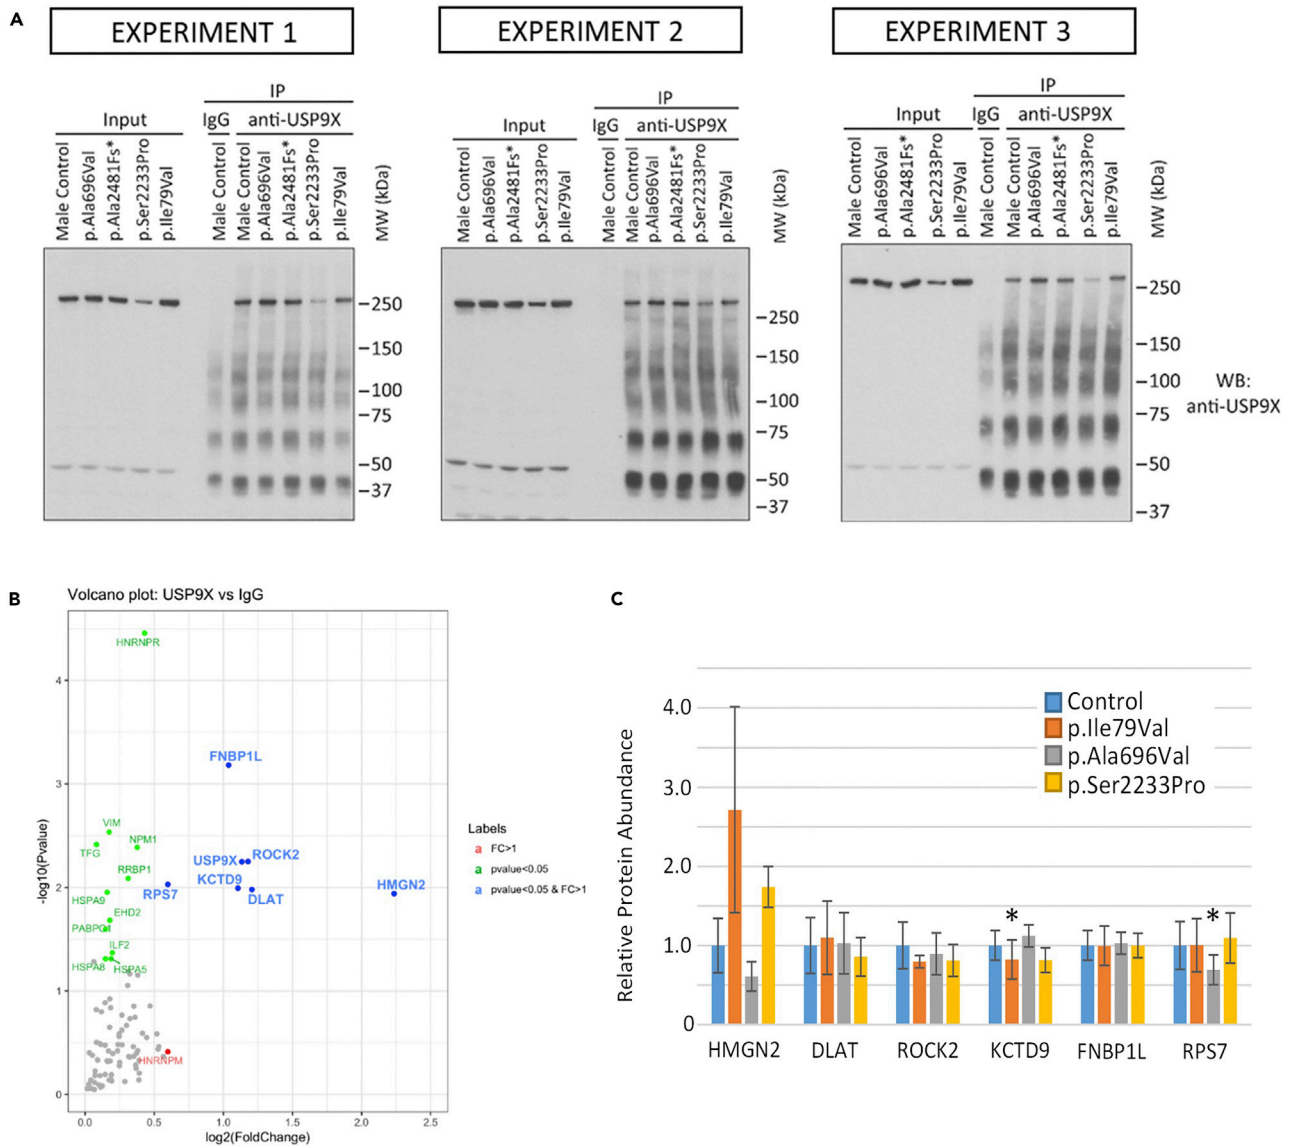 A
EXPERIMENT 1
EXPERIMENT 2
EXPERIMENT 3
IP
Input
IgG
anti-USP9X
Male Control
p.Ala696Val
p.Ala2481Fs*
p.Ser2233Pro
p.Ile79Val
Male Control
Male Control
p.Ala696Val
p.Ala2481Fs*
p.Ser2233Pro
p.Ile79Val
MW (kDa)
–250
–150
–100
–75
–50
–37
IP
Input
IgG
anti-USP9X
Male Control
p.Ala696Val
p.Ala2481Fs*
p.Ser2233Pro
p.Ile79Val
Male Control
Male Control
p.Ala696Val
p.Ala2481Fs*
p.Ser2233Pro
p.Ile79Val
MW (kDa)
–250
–150
–100
–75
–50
–37
IP
Input
IgG
anti-USP9X
Male Control
p.Ala696Val
p.Ala2481Fs*
p.Ser2233Pro
p.Ile79Val
Male Control
Male Control
p.Ala696Val
p.Ala2481Fs*
p.Ser2233Pro
p.Ile79Val
MW (kDa)
–250
–150
–100
–75
–50
–37
WB:
anti-USP9X
B
Volcano plot: USP9X vs IgG
-log10(Pvalue)
4
3
2
1
0
HNRNPR
FNBP1L
VIM
TFG
NPM1
USP9X
ROCK2
RRBP1
KCTD9
HSPA9
RPS7
DLAT
HMGN2
EHD2
PABPC1
ILF2
HSPA8
HSPA5
HNRNPM
0.0
0.5
1.0
1.5
2.0
2.5
log2(FoldChange)
Labels
a FC>1
a pvalue<0.05
a pvalue<0.05 & FC>1
C
Relative Protein Abundance
4.0
3.0
2.0
1.0
0
Control
p.Ile79Val
p.Ala696Val
p.Ser2233Pro
*
*
HMGN2
DLAT
ROCK2
KCTD9
FNBP1L
RPS7